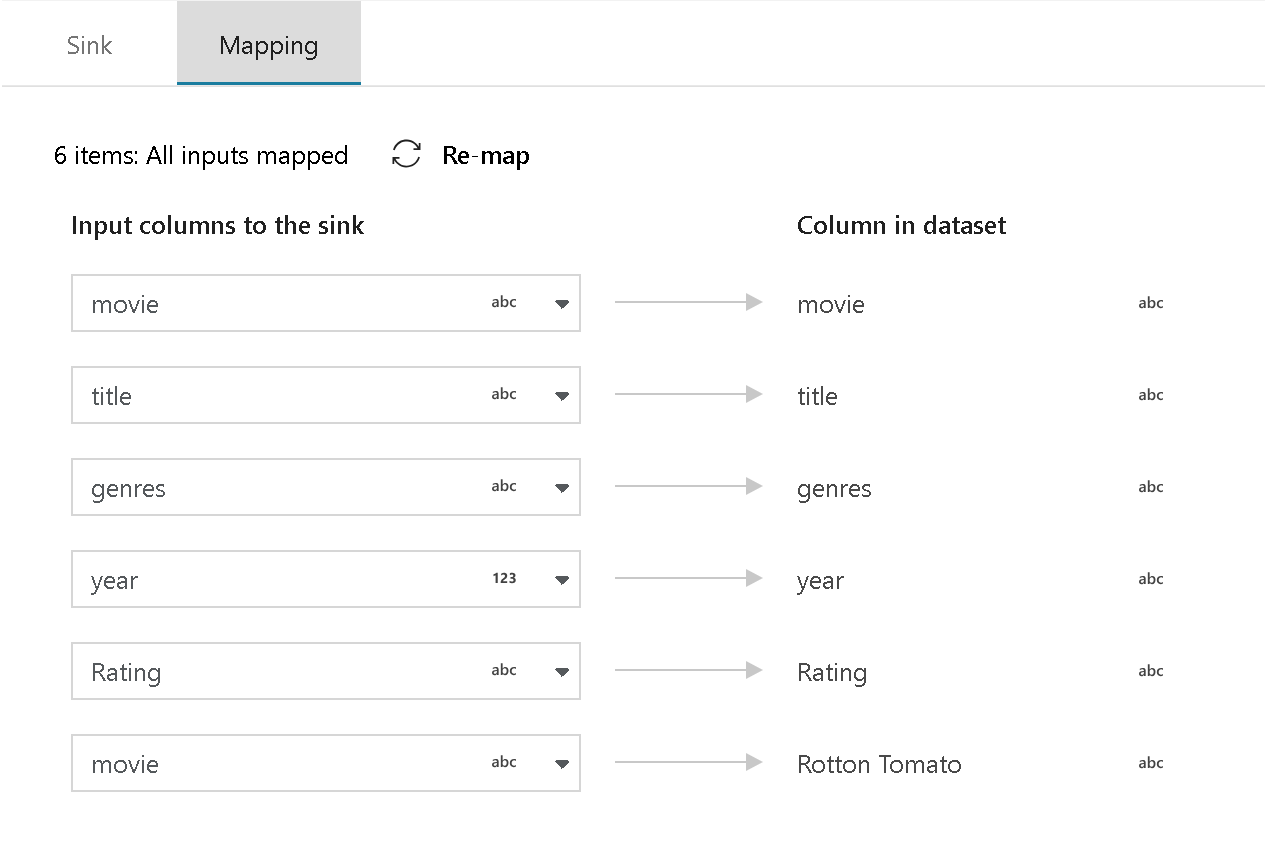 Sink Mapping
6 items: All inputs mapped Re-map
Input columns to the sink Column in dataset
movie abc movie abc
title abc title abc
genres abc genres abc
year 123 year abc
Rating abc Rating abc
movie abc Rotton Tomato abc